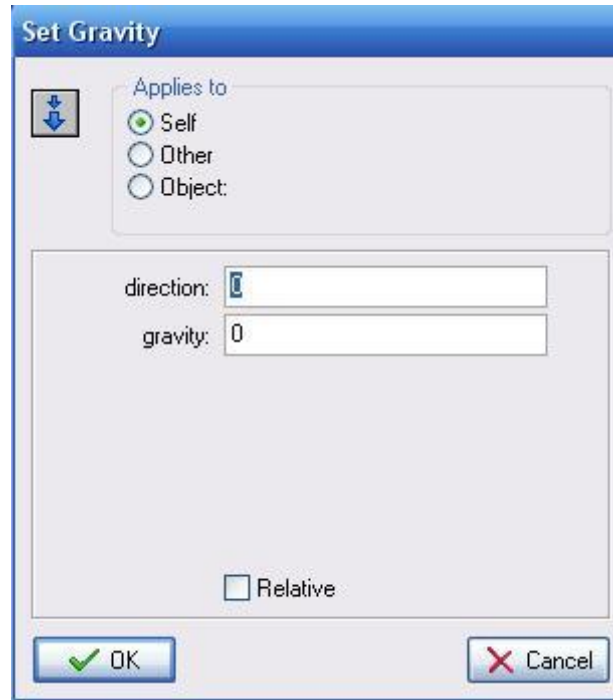 Set Gravity
Applies to
Self
Other
Object:
direction: 0
gravity: 0
Relative
OK
Cancel